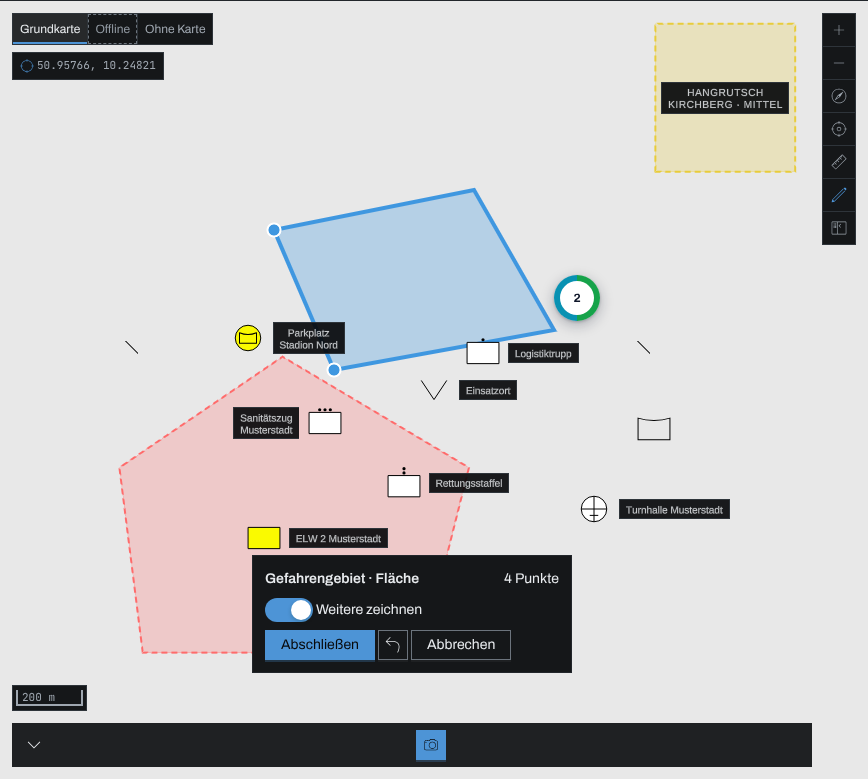 Grundkarte Offline Ohne Karte
50.95766, 10.24821
HANGRUTSCH
KIRCHBERG · MITTEL
2
Parkplatz
Stadion Nord
Logistiktrupp
Einsatzort
Sanitätszug
Musterstadt
Rettungsstaffel
Turnhalle Musterstadt
ELW 2 Musterstadt
Gefahrengebiet · Fläche 4 Punkte
Weitere zeichnen
Abschließen Abbrechen
200 m